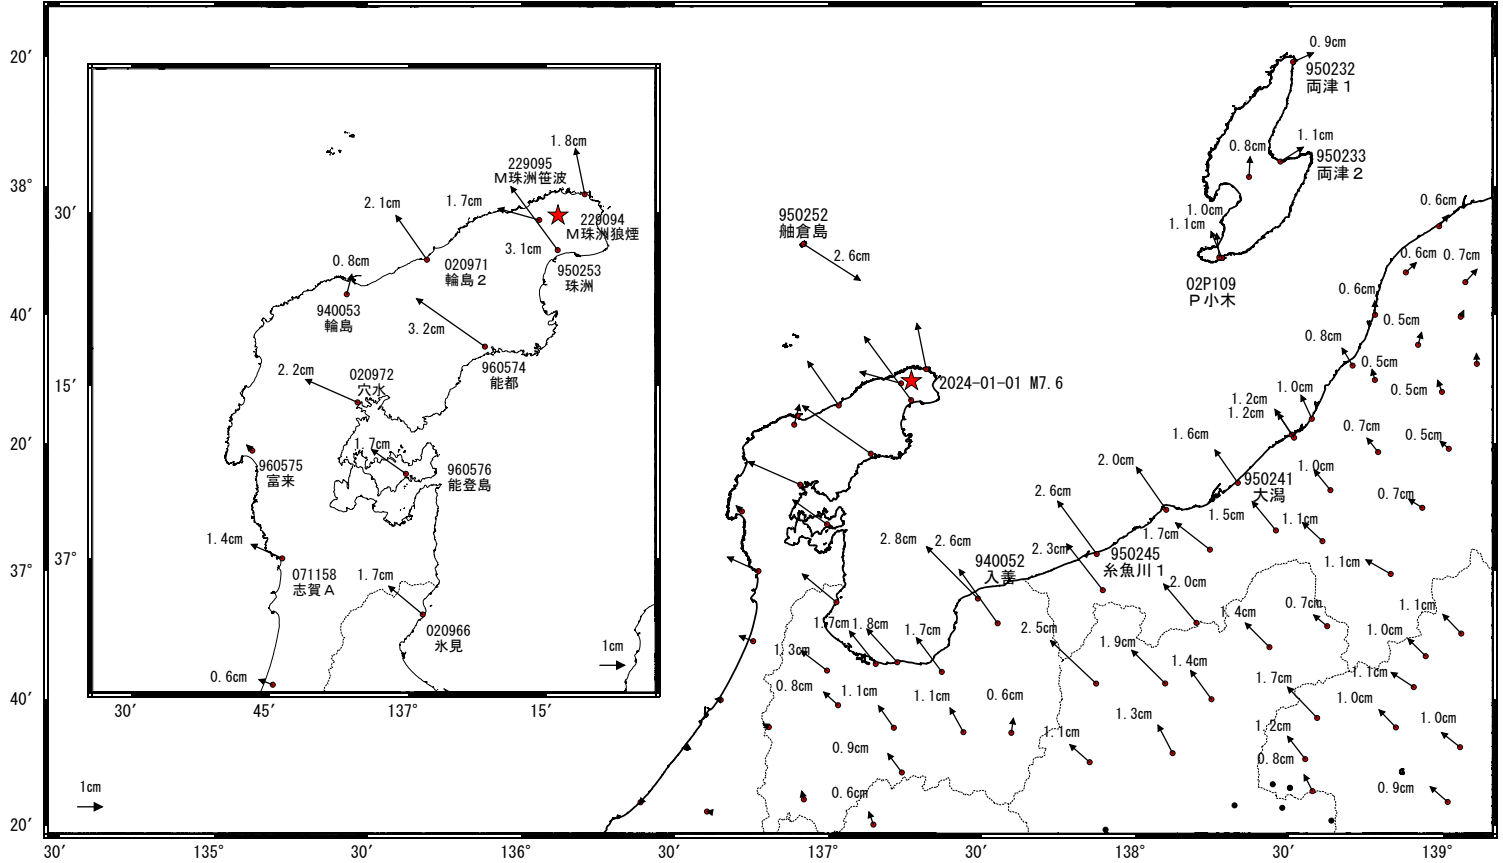 0.9cm
950232
両津１
1.1cm
0.8cm
950233
両津２
1.0cm
1.1cm
02P109
Ｐ小木
950252
舳倉島
2.6cm
1.8cm
229095
Ｍ珠洲笹波
2.1cm
1.7cm
229094
Ｍ珠洲狼煙
3.1cm
950253
珠洲
0.8cm
020971
輪島２
940053
輪島
3.2cm
960574
能都
2.2cm
020972
穴水
1.7cm
960575
富来
960576
能登島
1.4cm
071158
志賀Ａ
1.7cm
020966
氷見
0.6cm
1cm
30′
15′
37°
30′
45′
137°
15′
2024-01-01 M7.6
0.6cm
0.6cm
0.7cm
0.6cm
0.5cm
0.8cm
0.5cm
0.5cm
1.0cm
1.2cm
1.2cm
0.7cm
0.5cm
1.6cm
2.0cm
950241
大潟
1.0cm
0.7cm
2.6cm
1.5cm
1.1cm
1.7cm
2.8cm
2.6cm
2.3cm
950245
糸魚川１
940052
入善
1.1cm
2.0cm
1.4cm
0.7cm
1.1cm
1.7cm
1.8cm
1.7cm
2.5cm
1.9cm
1.0cm
1.3cm
1.4cm
1.7cm
1.1cm
0.8cm
1.1cm
1.1cm
0.6cm
1.3cm
1.0cm
1.0cm
0.9cm
1.1cm
1.2cm
0.8cm
0.6cm
0.9cm
1cm
20′
38°
40′
20′
37°
40′
20′
30′
135°
30′
136°
30′
137°
30′
138°
30′
139°